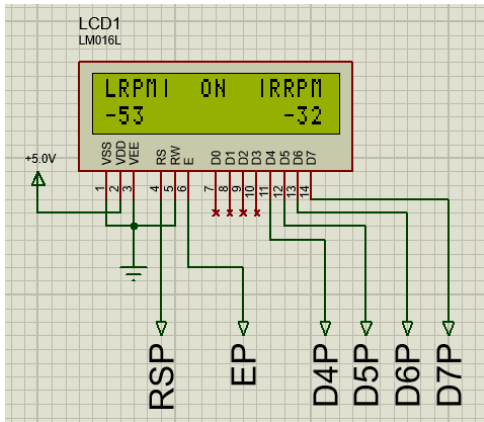 LCD1
LM016L
LRPM| ON |RRPM
-53 -32
+5.0V
VSS VDD VEE RS RW E D0 D1 D2 D3 D4 D5 D6 D7
1 2 3 4 5 6 7 8 9 10 11 12 13 14
RSP EP D4P D5P D6P D7P